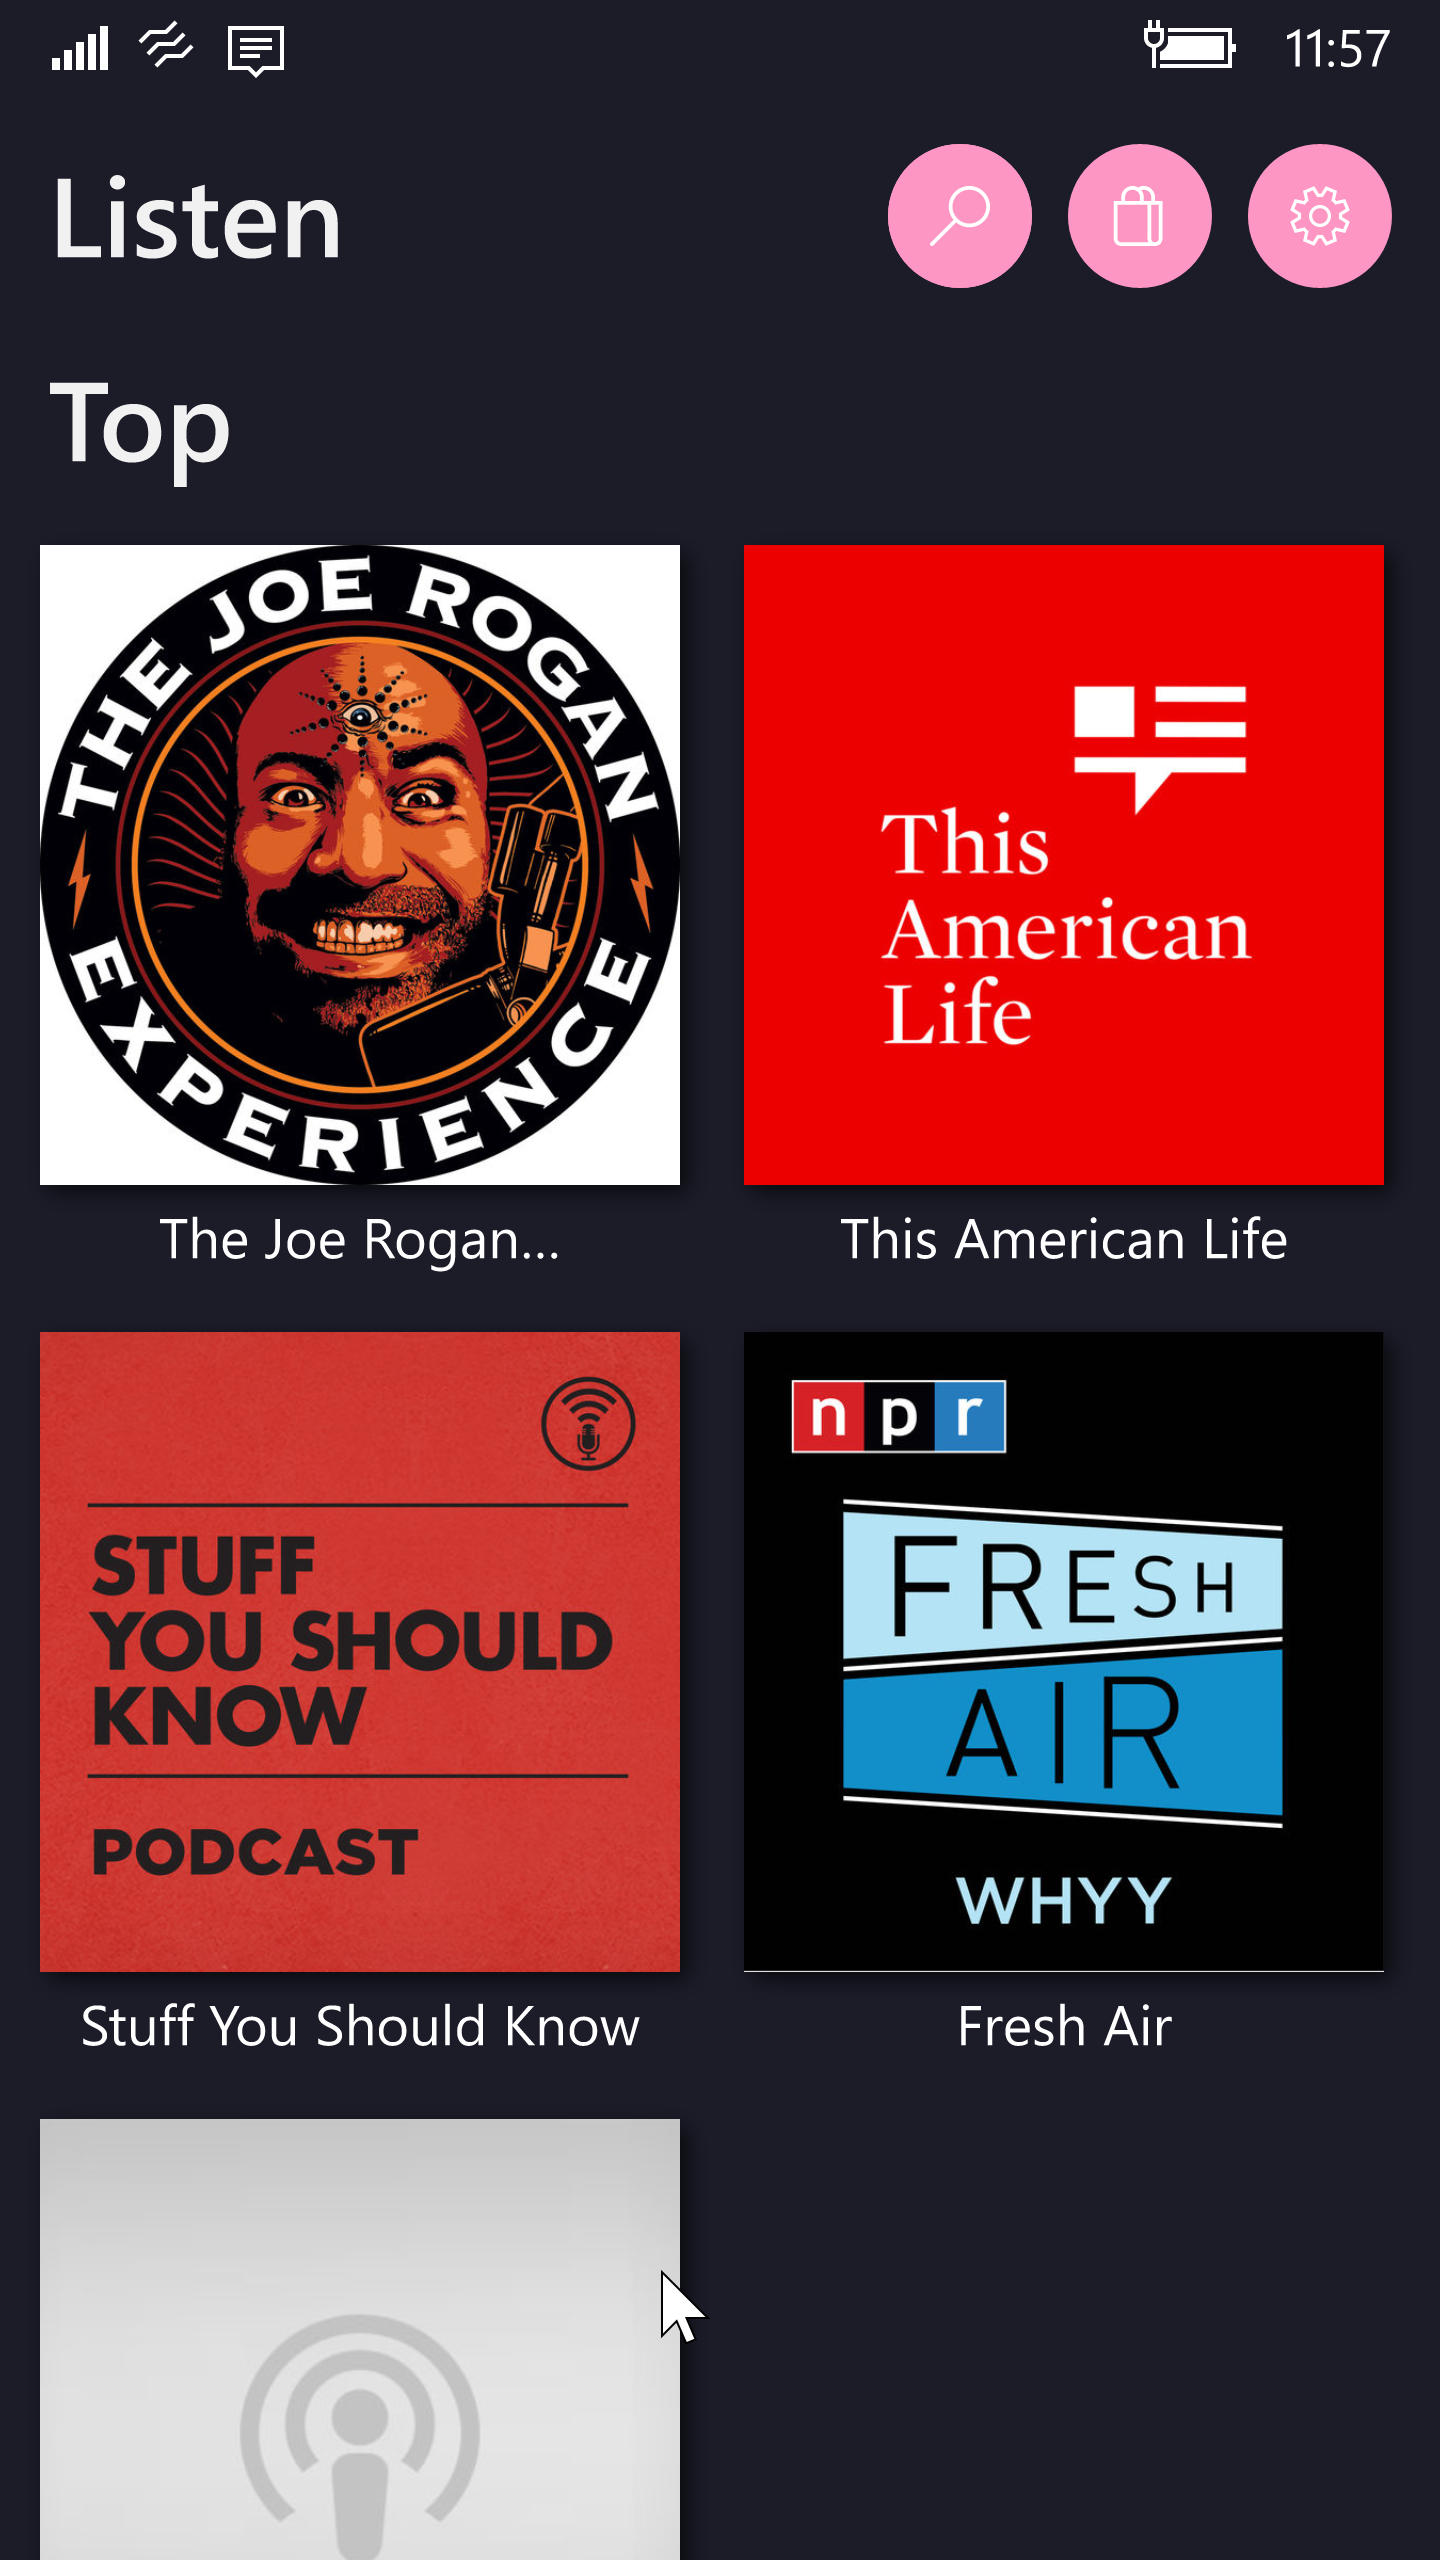 11:57
Listen
Top
THE JOE ROGAN
EXPERIENCE
This
American
Life
The Joe Rogan...
This American Life
STUFF
YOU SHOULD
KNOW
PODCAST
npr
FRESH
AIR
WHYY
Stuff You Should Know
Fresh Air